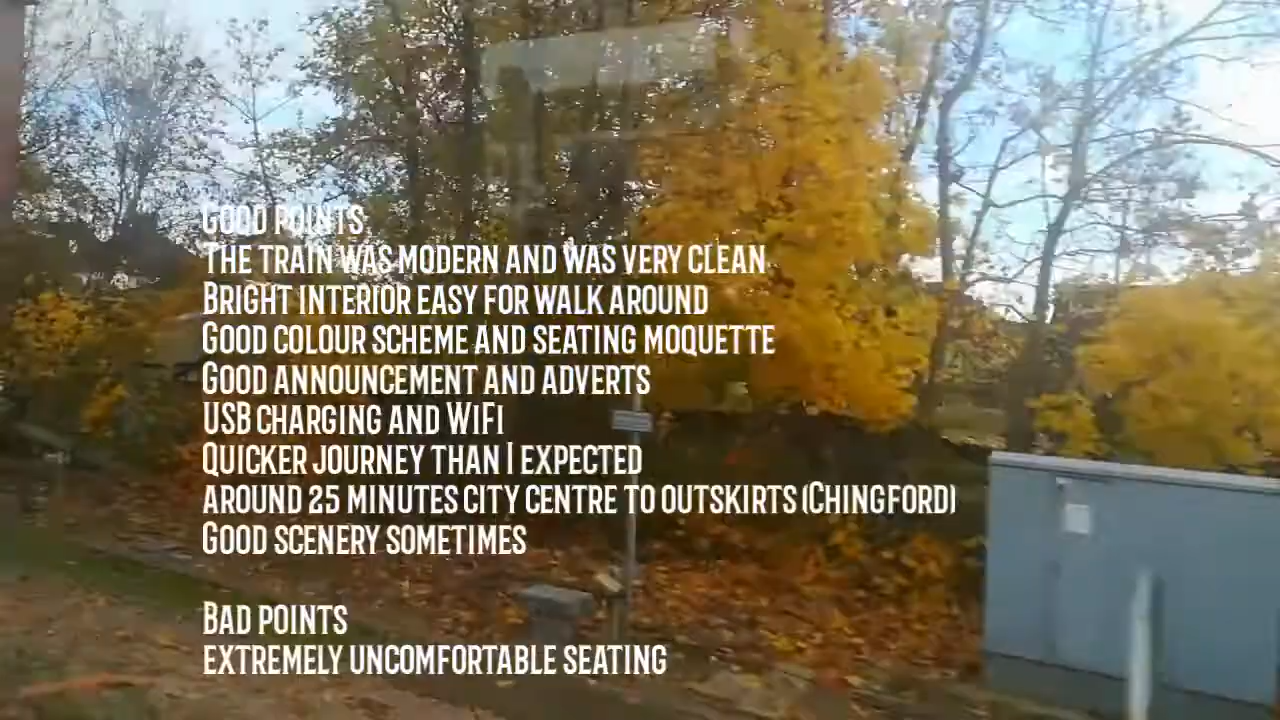 Good points
The train was modern and was very clean
Bright interior easy for walk around
Good colour scheme and seating moquette
Good announcement and adverts
USB charging and WiFi
Quicker journey than I expected
around 25 minutes city centre to outskirts (Chingford)
Good scenery sometimes
Bad points
extremely uncomfortable seating